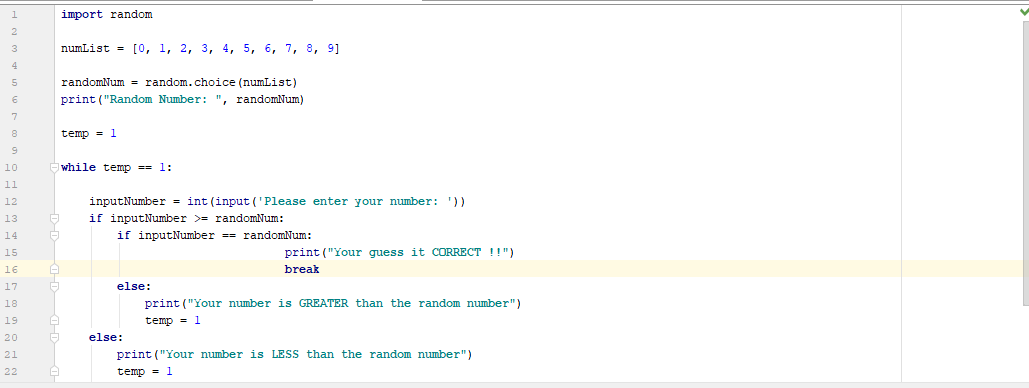 1 import random
2
3 numList = [0, 1, 2, 3, 4, 5, 6, 7, 8, 9]
4
5 randomNum = random.choice(numList)
6 print("Random Number: ", randomNum)
7
8 temp = 1
9
10 while temp == 1:
11
12     inputNumber = int(input('Please enter your number: '))
13     if inputNumber >= randomNum:
14         if inputNumber == randomNum:
15                                 print("Your guess it CORRECT !!")
16                                 break
17         else:
18             print("Your number is GREATER than the random number")
19             temp = 1
20     else:
21         print("Your number is LESS than the random number")
22         temp = 1